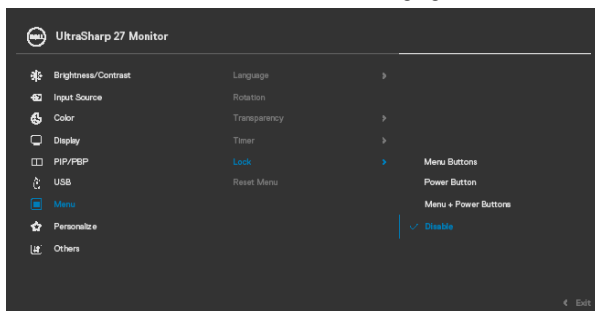 DELL UltraSharp 27 Monitor
Brightness/Contrast Language
Input Source Rotation
Color Transparency
Display Timer
PIP/PBP Lock Menu Buttons
USB Reset Menu Power Button
Menu Menu + Power Buttons
Personalize Disable
Others
Exit